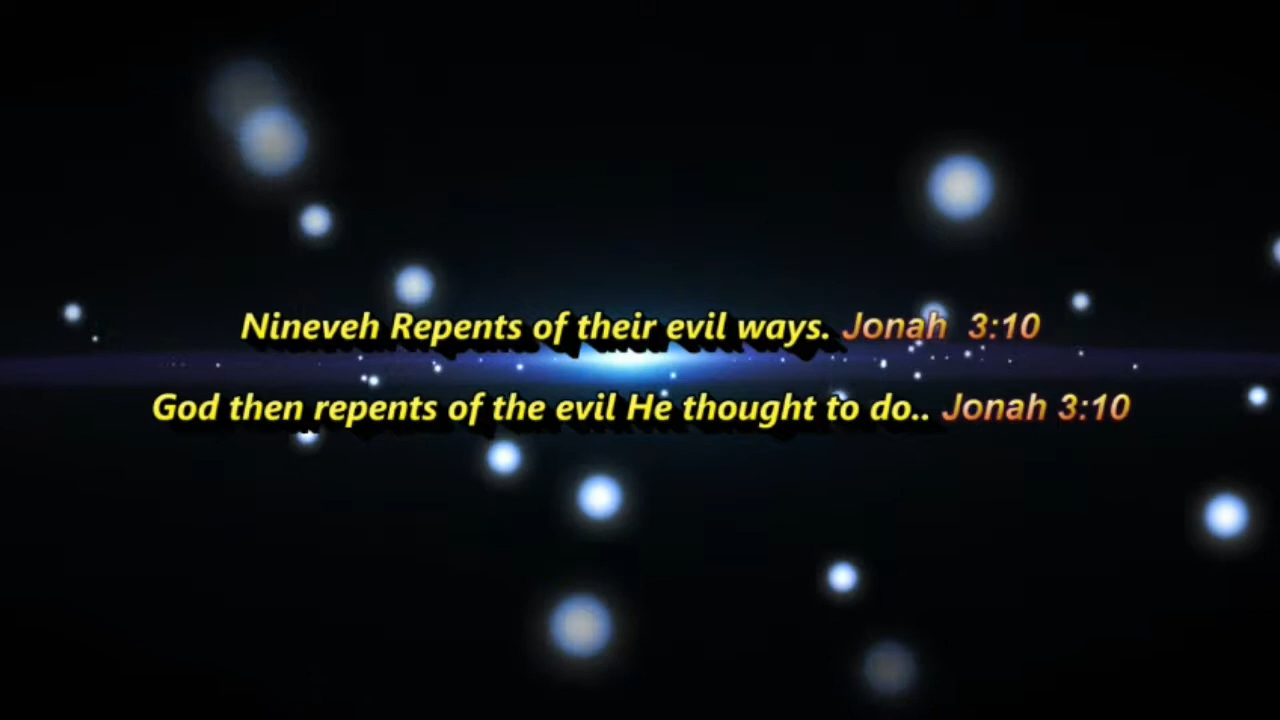 Nineveh Repents of their evil ways. Jonah 3:10
God then repents of the evil He thought to do.. Jonah 3:10